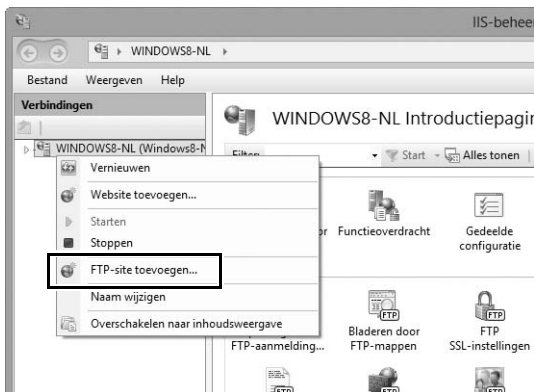 IIS-beheer
WINDOWS8-NL
Bestand Weergeven Help
Verbindingen
WINDOWS8-NL (Windows8-N
WINDOWS8-NL Introductiepagin
Start Alles tonen
Vernieuwen
Website toevoegen...
Starten
Stoppen
FTP-site toevoegen...
Naam wijzigen
Overschakelen naar inhoudsweergave
Functieoverdracht
Gedeelde configuratie
FTP-aanmelding...
Bladeren door FTP-mappen
FTP SSL-instellingen
FTP
FTP
FTP
FTP
FTP